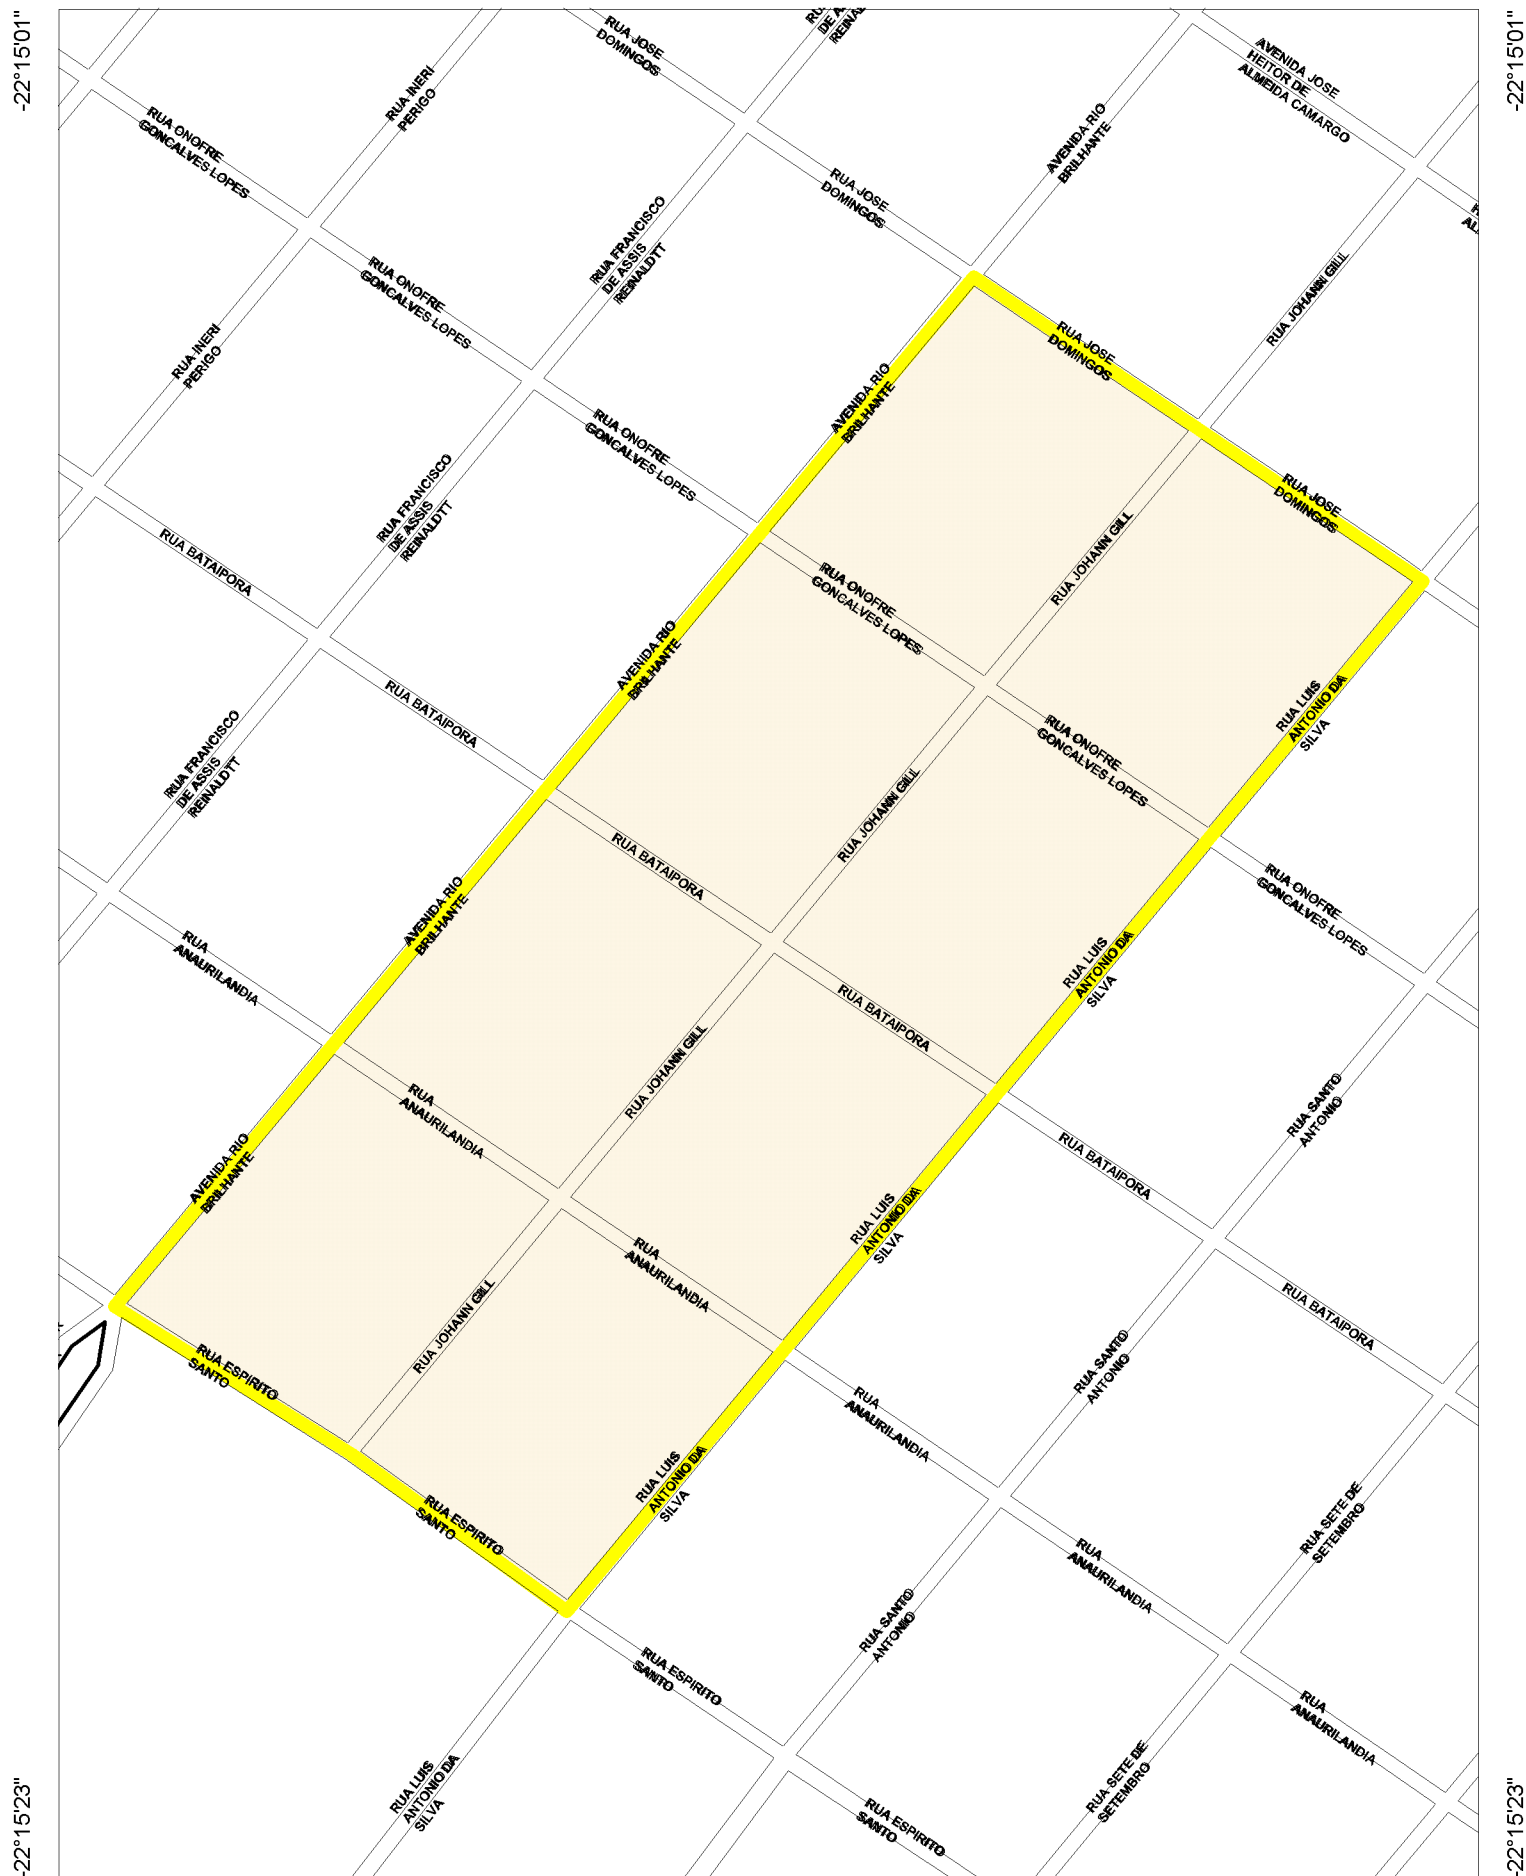 -22°15'01"
-22°15'01"
RUA JOSE
DOMINGOS
DE ASSIS
AVENIDA JOSE
HEITOR DE
ALMEIDA CAMARGO
RUA INERI
PERIGO
RUA ONOFRE
GONCALVES LOPES
AVENIDA RIO
BRILHANTE
RUA JOSE
DOMINGOS
RUA FRANCISCO
DE ASSIS
REINALDTT
RUA ONOFRE
GONCALVES LOPES
RUA JOHANN GILL
RUA INERI
PERIGO
RUA JOSE
DOMINGOS
AVENIDA RIO
BRILHANTE
RUA ONOFRE
GONCALVES LOPES
RUA FRANCISCO
DE ASSIS
REINALDTT
RUA JOSE
DOMINGOS
RUA JOHANN GILL
RUA BATAIPORA
RUA ONOFRE
GONCALVES LOPES
AVENIDA RIO
BRILHANTE
RUA LUIS
ANTONIO DA
SILVA
RUA BATAIPORA
RUA ONOFRE
GONCALVES LOPES
RUA FRANCISCO
DE ASSIS
REINALDTT
RUA JOHANN GILL
RUA BATAIPORA
RUA ONOFRE
GONCALVES LOPES
AVENIDA RIO
BRILHANTE
RUA
ANAURILANDIA
RUA LUIS
ANTONIO DA
SILVA
RUA BATAIPORA
RUA JOHANN GILL
RUA SANTO
ANTONIO
RUA
ANAURILANDIA
AVENIDA RIO
BRILHANTE
RUA BATAIPORA
RUA LUIS
ANTONIO DA
SILVA
RUA
ANAURILANDIA
RUA BATAIPORA
RUA JOHANN GILL
RUA SANTO
ANTONIO
RUA ESPIRITO
SANTO
RUA
ANAURILANDIA
RUA LUIS
ANTONIO DA
SILVA
RUA SETE DE
SETEMBRO
RUA ESPIRITO
SANTO
RUA
ANAURILANDIA
RUA SANTO
ANTONIO
RUA ESPIRITO
SANTO
RUA
ANAURILANDIA
RUA LUIS
ANTONIO DA
SILVA
RUA SETE DE
SETEMBRO
RUA ESPIRITO
SANTO
-22°15'23"
-22°15'23"